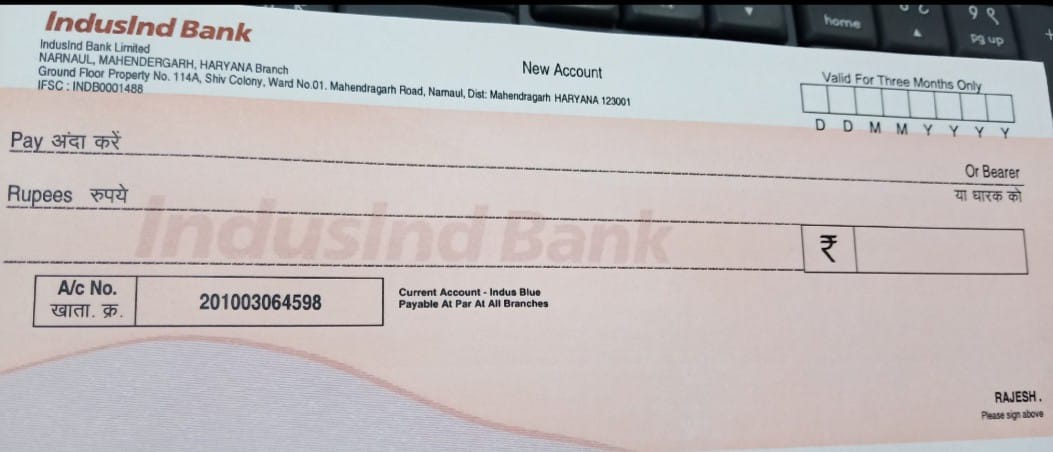 IndusInd Bank
IndusInd Bank Limited
NARNAUL, MAHENDERGARH, HARYANA Branch
Ground Floor Property No. 114A, Shiv Colony, Ward No.01. Mahendragarh Road, Narnaul, Dist: Mahendragarh HARYANA 123001
IFSC : INDB0001488
New Account
Valid For Three Months Only
D D M M Y Y Y Y
Pay अंदा करें
Or Bearer
या धारक को
Rupees रुपये
IndusInd Bank
₹
A/c No.
खाता. क्र.
201003064598
Current Account - Indus Blue
Payable At Par At All Branches
RAJESH .
Please sign above
home
9
pg up